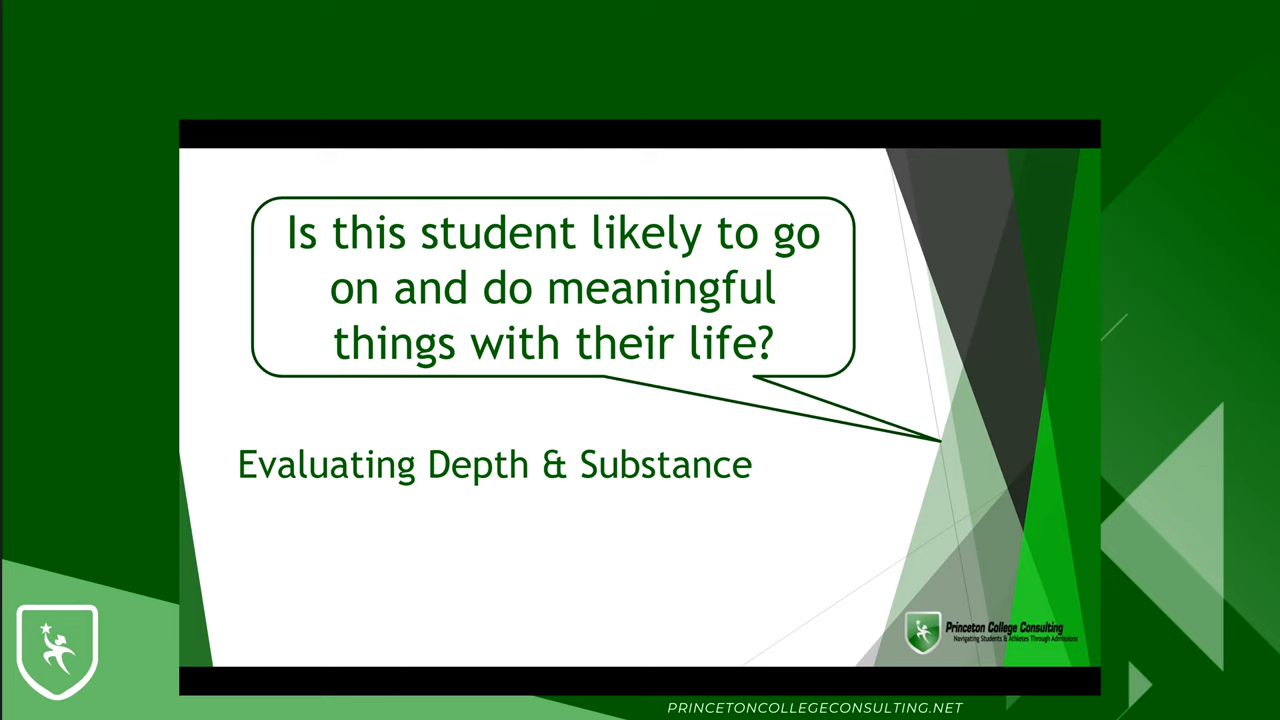 Is this student likely to go
on and do meaningful
things with their life?
Evaluating Depth & Substance
Princeton College Consulting
Navigating Students & Athletes Through Admissions
PRINCETONCOLLEGECONSULTING.NET